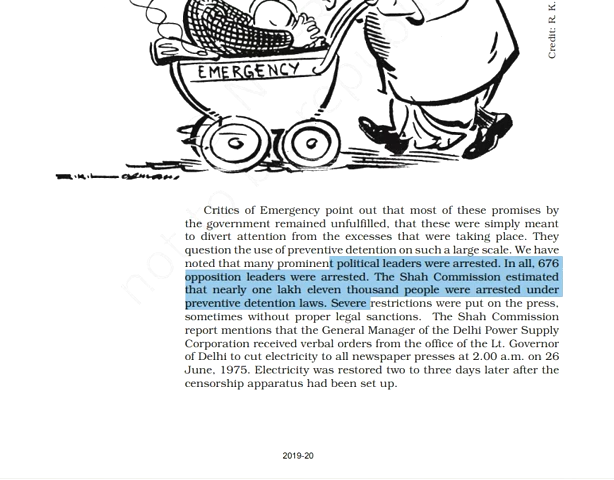 Credit: R. K.
EMERGENCY
Critics of Emergency point out that most of these promises by
the government remained unfulfilled, that these were simply meant
to divert attention from the excesses that were taking place. They
question the use of preventive detention on such a large scale. We have
noted that many prominent political leaders were arrested. In all, 676
opposition leaders were arrested. The Shah Commission estimated
that nearly one lakh eleven thousand people were arrested under
preventive detention laws. Severe restrictions were put on the press,
sometimes without proper legal sanctions. The Shah Commission
report mentions that the General Manager of the Delhi Power Supply
Corporation received verbal orders from the office of the Lt. Governor
of Delhi to cut electricity to all newspaper presses at 2.00 a.m. on 26
June, 1975. Electricity was restored two to three days later after the
censorship apparatus had been set up.
2019-20